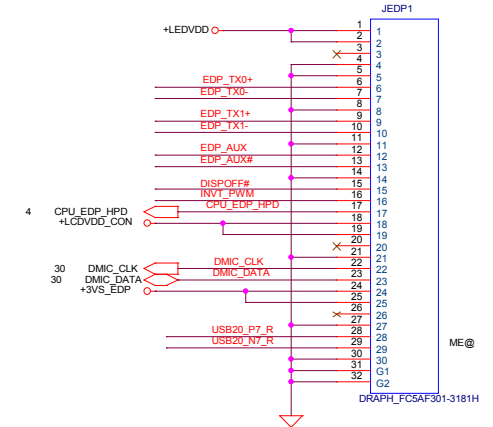 JEDP1
+LEDVDD
1 1
2 2
3 3
4 4
5 5
EDP_TX0+ 6 6
EDP_TX0- 7 7
8 8
EDP_TX1+ 9 9
EDP_TX1- 10 10
11 11
EDP_AUX 12 12
EDP_AUX# 13 13
14 14
DISPOFF# 15 15
INVT_PWM 16 16
4 CPU_EDP_HPD CPU_EDP_HPD 17 17
+LCDVDD_CON 18 18
19 19
20 20
21 21
30 DMIC_CLK DMIC_CLK 22 22
30 DMIC_DATA DMIC_DATA 23 23
+3VS_EDP 24 24
25 25
26 26
27 27
USB20_P7_R 28 28
USB20_N7_R 29 29
30 30
31 G1
32 G2
ME@
DRAPH_FC5AF301-3181H